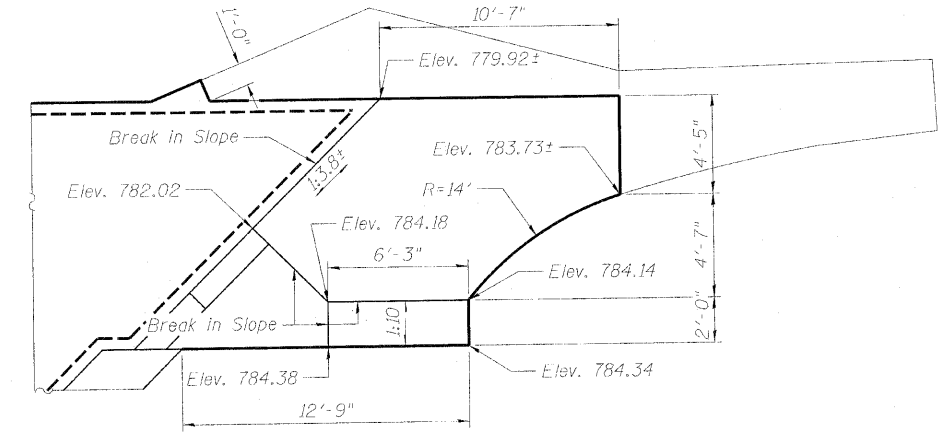 10'-7"
1'-0"
Elev. 779.92±
Break in Slope
Elev. 783.73±
4'-5"
1:3.8±
Elev. 782.02
R=14'
Elev. 784.18
6'-3"
4'-7"
Elev. 784.14
Break in Slope
1:10
2'-0"
Elev. 784.38
Elev. 784.34
12'-9"